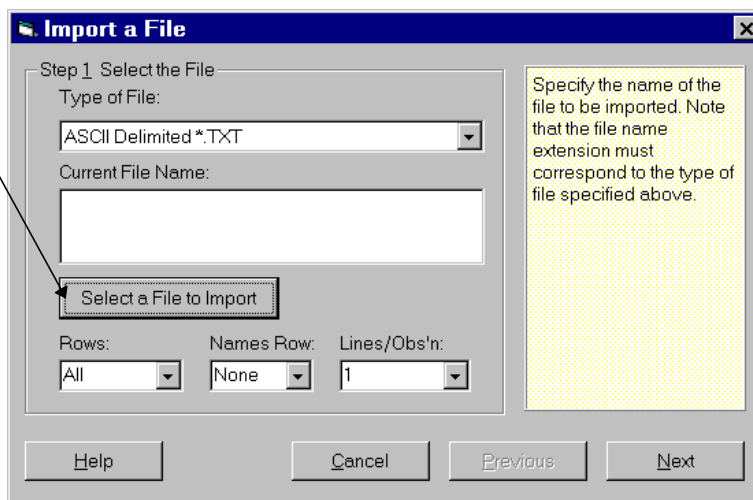 Import a File
Step 1 Select the File
Type of File:
ASCII Delimited *.TXT
Current File Name:
Select a File to Import
Rows:
Names Row:
Lines/Obs'n:
All
None
1
Specify the name of the
file to be imported. Note
that the file name
extension must
correspond to the type of
file specified above.
Help
Cancel
Previous
Next